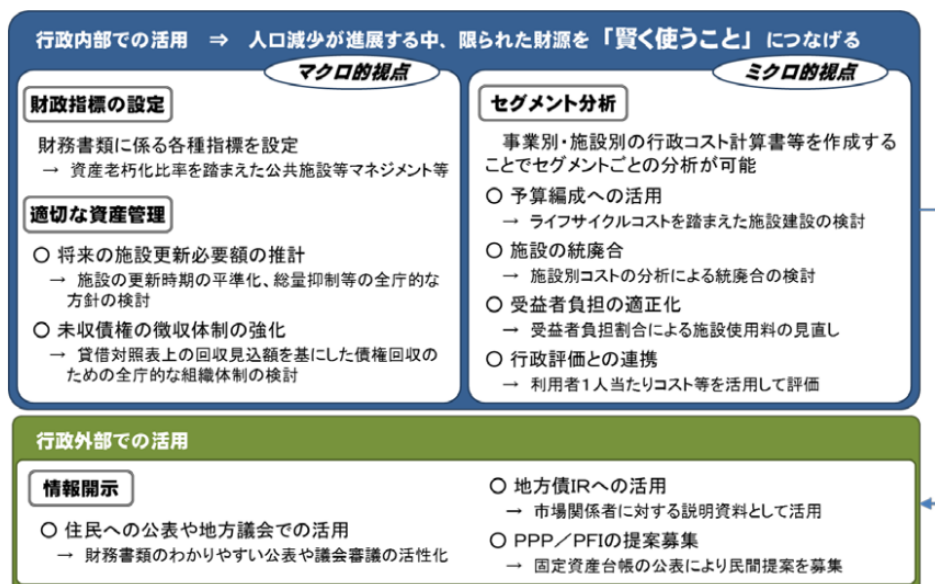 行政内部での活用 ⇒ 人口減少が進展する中、限られた財源を「賢く使うこと」につなげる
マクロ的視点
財政指標の設定
財務書類に係る各種指標を設定
→ 資産老朽化比率を踏まえた公共施設等マネジメント等
適切な資産管理
○ 将来の施設更新必要額の推計
→ 施設の更新時期の平準化、総量抑制等の全庁的な
方針の検討
○ 未収債権の徴収体制の強化
→ 貸借対照表上の回収見込額を基にした債権回収の
ための全庁的な組織体制の検討
ミクロ的視点
セグメント分析
事業別・施設別の行政コスト計算書等を作成する
ことでセグメントごとの分析が可能
○ 予算編成への活用
→ ライフサイクルコストを踏まえた施設建設の検討
○ 施設の統廃合
→ 施設別コストの分析による統廃合の検討
○ 受益者負担の適正化
→ 受益者負担割合による施設使用料の見直し
○ 行政評価との連携
→ 利用者1人当たりコスト等を活用して評価
行政外部での活用
情報開示
○ 住民への公表や地方議会での活用
→ 財務書類のわかりやすい公表や議会審議の活性化
○ 地方債IRへの活用
→ 市場関係者に対する説明資料として活用
○ PPP/PFIの提案募集
→ 固定資産台帳の公表により民間提案を募集